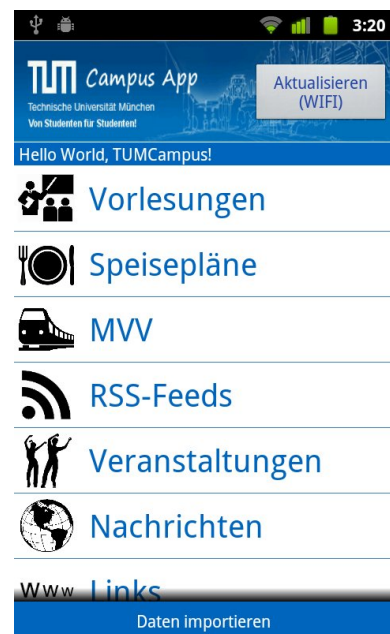 3:20
TUM Campus App
Technische Universität München
Von Studenten für Studenten!
Aktualisieren
(WIFI)
Hello World, TUMCampus!
Vorlesungen
Speisepläne
MVV
RSS-Feeds
Veranstaltungen
Nachrichten
Www Links
Daten importieren